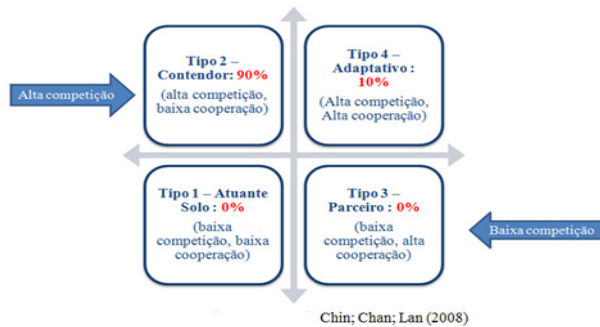 Tipo 2 –
Contendor: 90%
(alta competição,
baixa cooperação)
Tipo 4 –
Adaptativo :
10%
(Alta competição,
Alta cooperação)
Alta competição
Tipo 1 – Atuante
Solo : 0%
(baixa
competição, baixa
cooperação)
Tipo 3 –
Parceiro : 0%
(baixa
competição, alta
cooperação)
Baixa competição
Chin; Chan; Lan (2008)